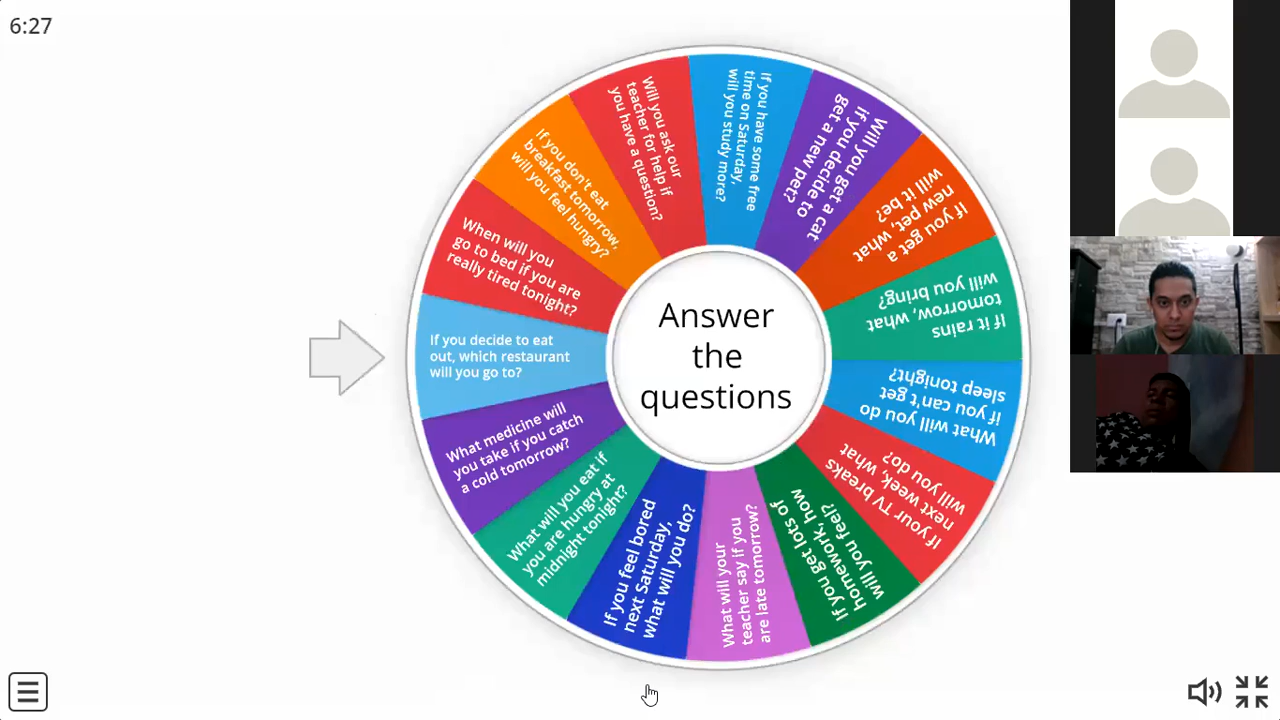 6:27
If you have some free
time on Saturday,
will you study more?
Will you get a cat
if you decide to
get a new pet?
If you get a
new pet, what
will it be?
If it rains
tomorrow, what
will you bring?
What will you do
if you can't get
sleep tonight?
If your TV breaks
next week, what
will you do?
If you get lots of
homework, how
will you feel?
What will your
teacher say if you
are late tomorrow?
If you feel bored
next Saturday,
what will you do?
What will you eat if
you are hungry at
midnight tonight?
What medicine will
you take if you catch
a cold tomorrow?
If you decide to eat
out, which restaurant
will you go to?
When will you
go to bed if you are
really tired tonight?
If you don't eat
breakfast tomorrow,
will you feel hungry?
Will you ask our
teacher for help if
you have a question?
Answer
the
questions